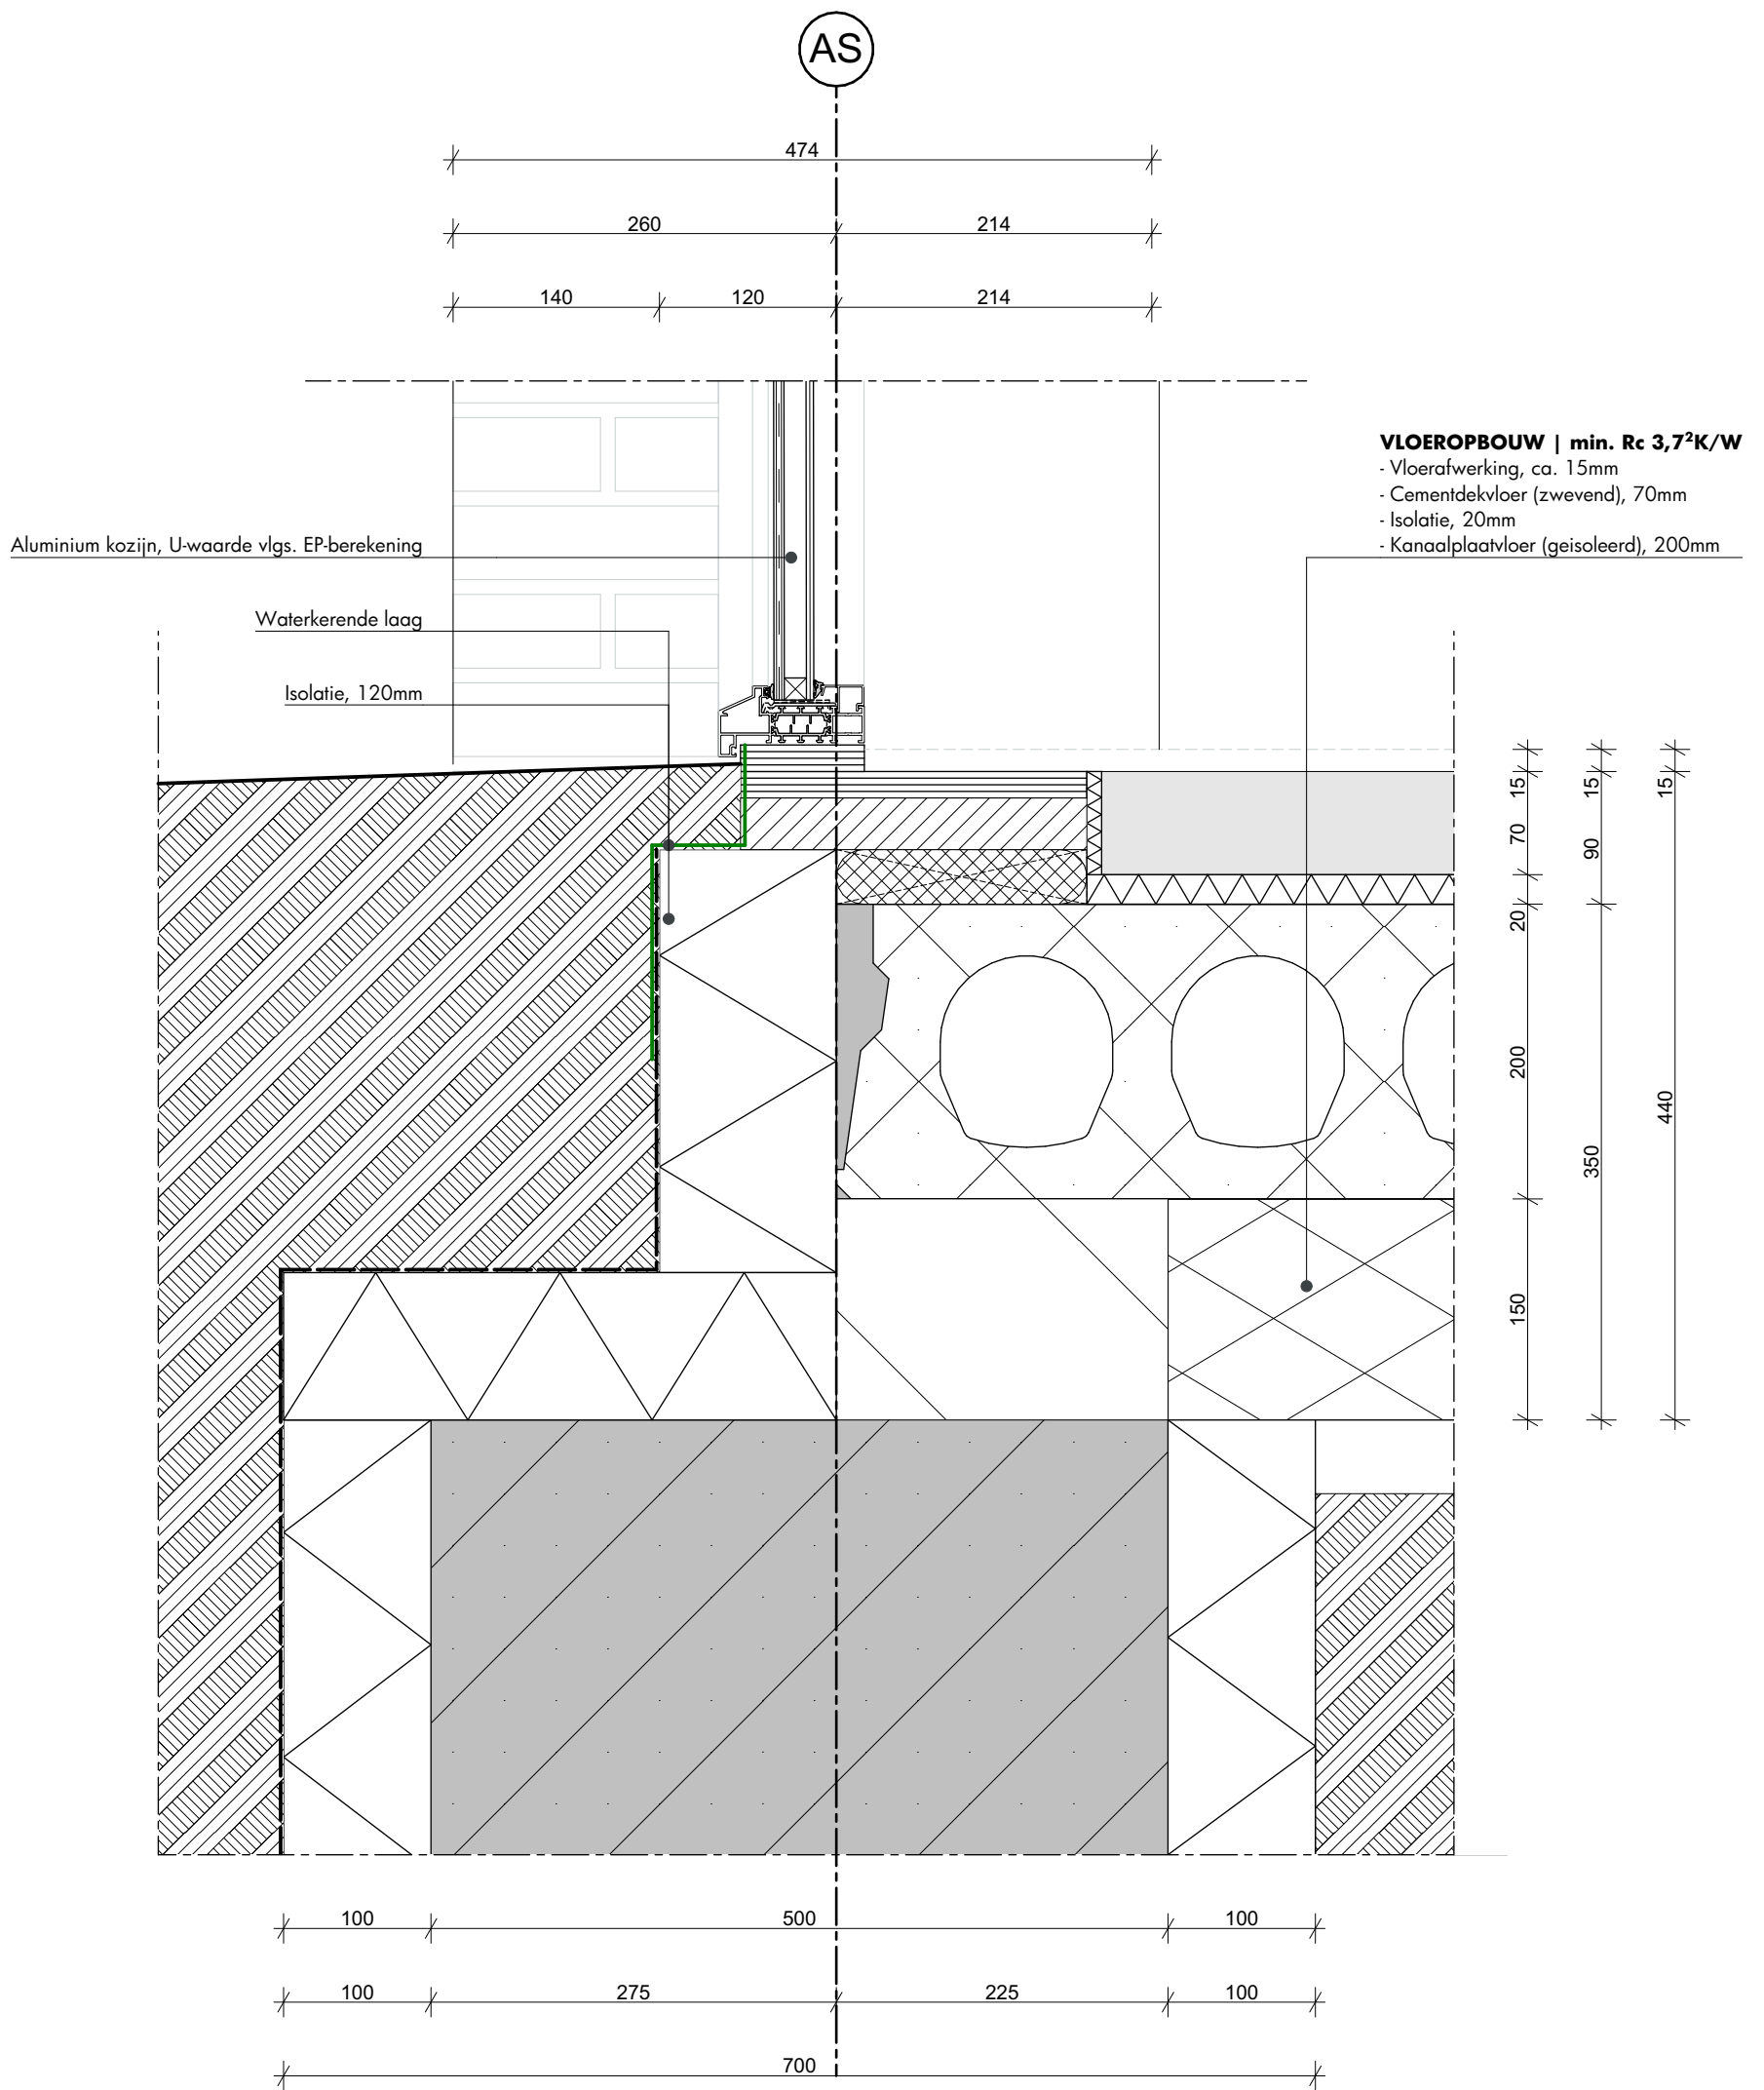 AS
474
260 214
140 120 214
VLOEROPBOUW | min. Rc 3,7²K/W
- Vloerafwerking, ca. 15mm
- Cementdekvloer (zwevend), 70mm
- Isolatie, 20mm
- Kanaalplaatvloer (geisoleerd), 200mm
Aluminium kozijn, U-waarde vlgs. EP-berekening
Waterkerende laag
Isolatie, 120mm
15 15 15
70 90
20
200
440
350
150
100 500 100
100 275 225 100
700